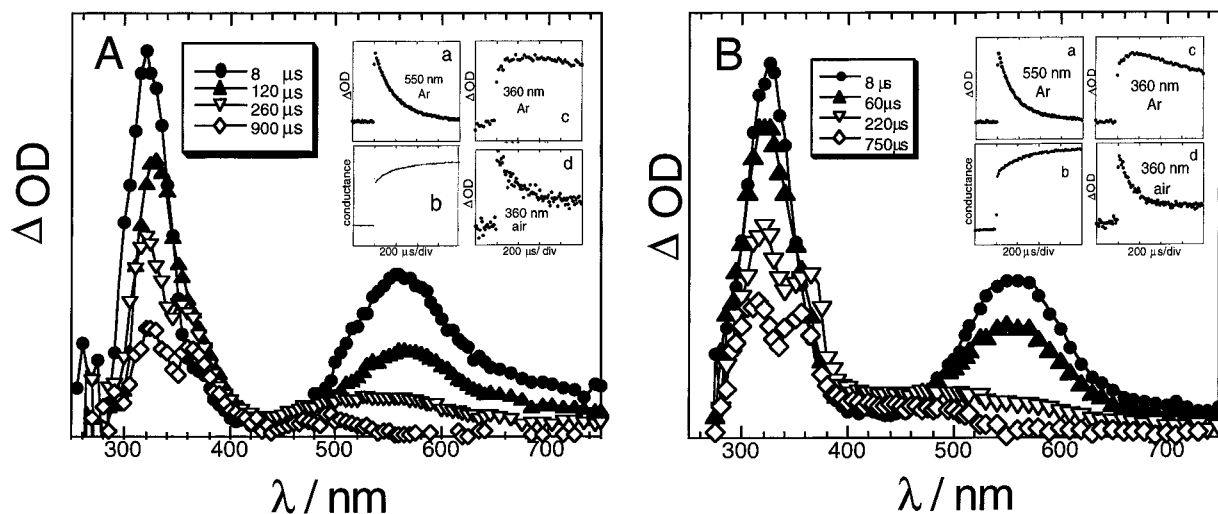 A
8 μs
120 μs
260 μs
900 μs
a
550 nm
Ar
ΔOD
c
360 nm
Ar
ΔOD
b
conductance
d
360 nm
air
ΔOD
200 μs/div
200 μs/ div
Δ OD
300 400 500 600 700
λ / nm
B
8 μs
60μs
220μs
750μs
a
550 nm
Ar
ΔOD
c
360 nm
Ar
ΔOD
b
conductance
d
360 nm
air
ΔOD
200 μs/div
Δ OD
300 400 500 600 700
λ / nm